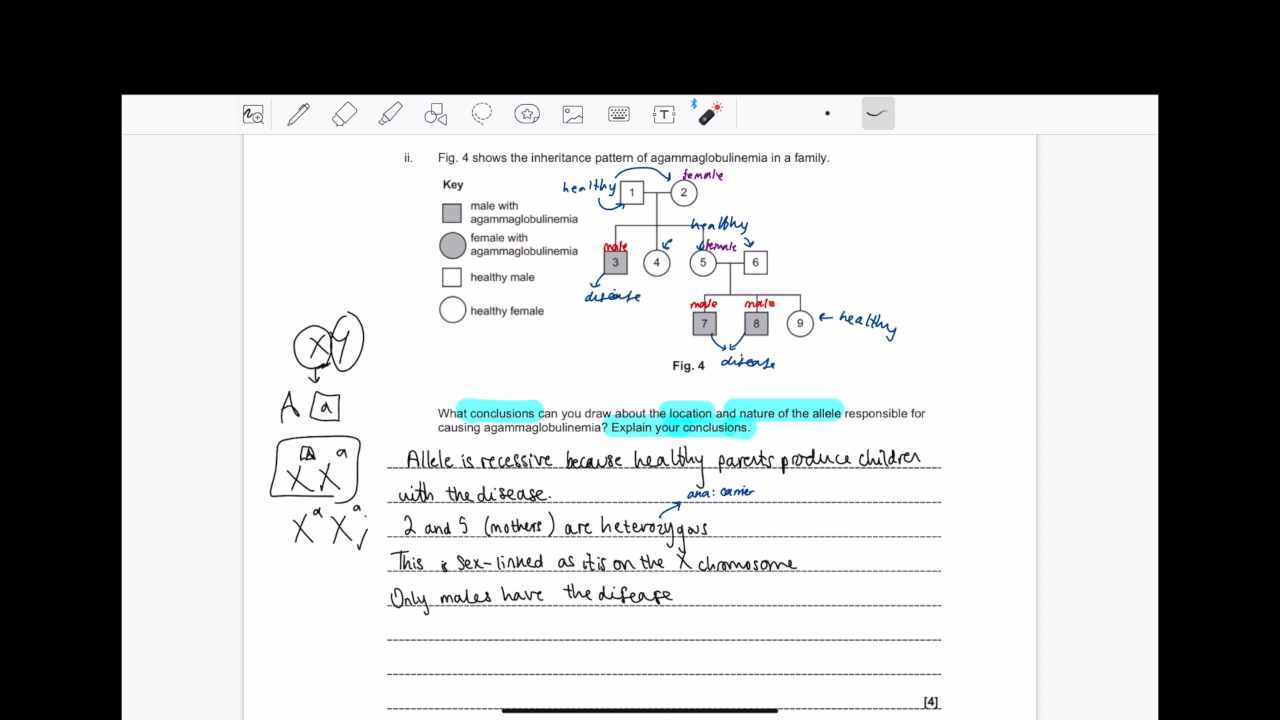 ii. Fig. 4 shows the inheritance pattern of agammaglobulinemia in a family.
Key
male with
agammaglobulinemia
female with
agammaglobulinemia
healthy male
healthy female
healthy
1
2
female
healthy
male
female
3
4
5
6
disease
male
male
7
8
9
healthy
disease
Fig. 4
X Y
A a
X^A X^a
X^a X^a
What conclusions can you draw about the location and nature of the allele responsible for
causing agammaglobulinemia? Explain your conclusions.
Allele is recessive because healthy parents produce children
with the disease.
aka: carrier
2 and 5 (mothers) are heterozygous
This is sex-linked as it is on the X chromosome
Only males have the disease
[4]
T